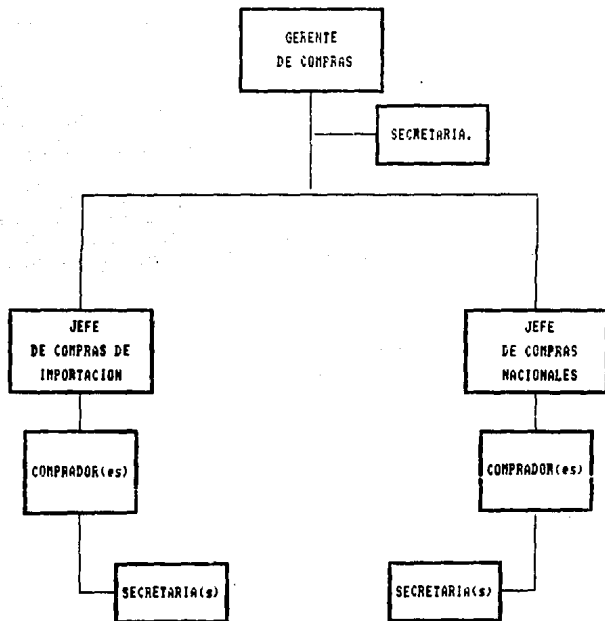 GERENTE
DE COMPRAS
SECRETARIA.
JEFE
DE COMPRAS DE
IMPORTACION
JEFE
DE COMPRAS
NACIONALES
COMPRADOR(es)
COMPRADOR(es)
SECRETARIA(s)
SECRETARIA(s)